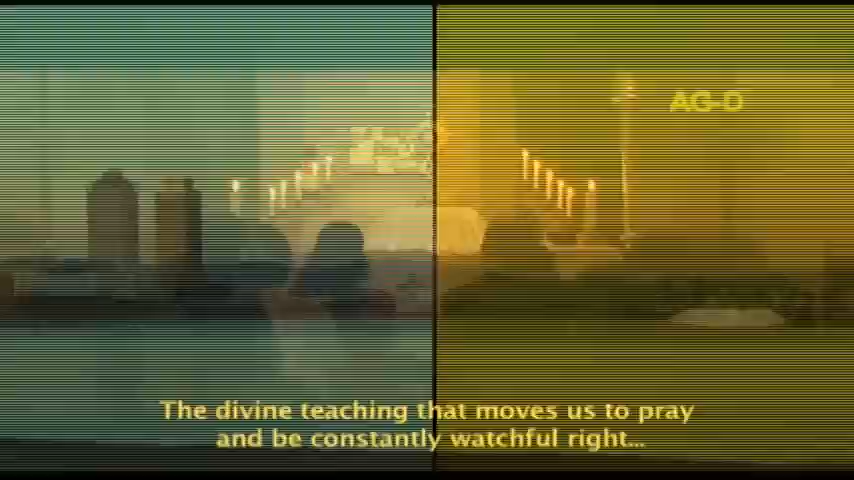 AG-D
The divine teaching that moves us to pray
and be constantly watchful right...